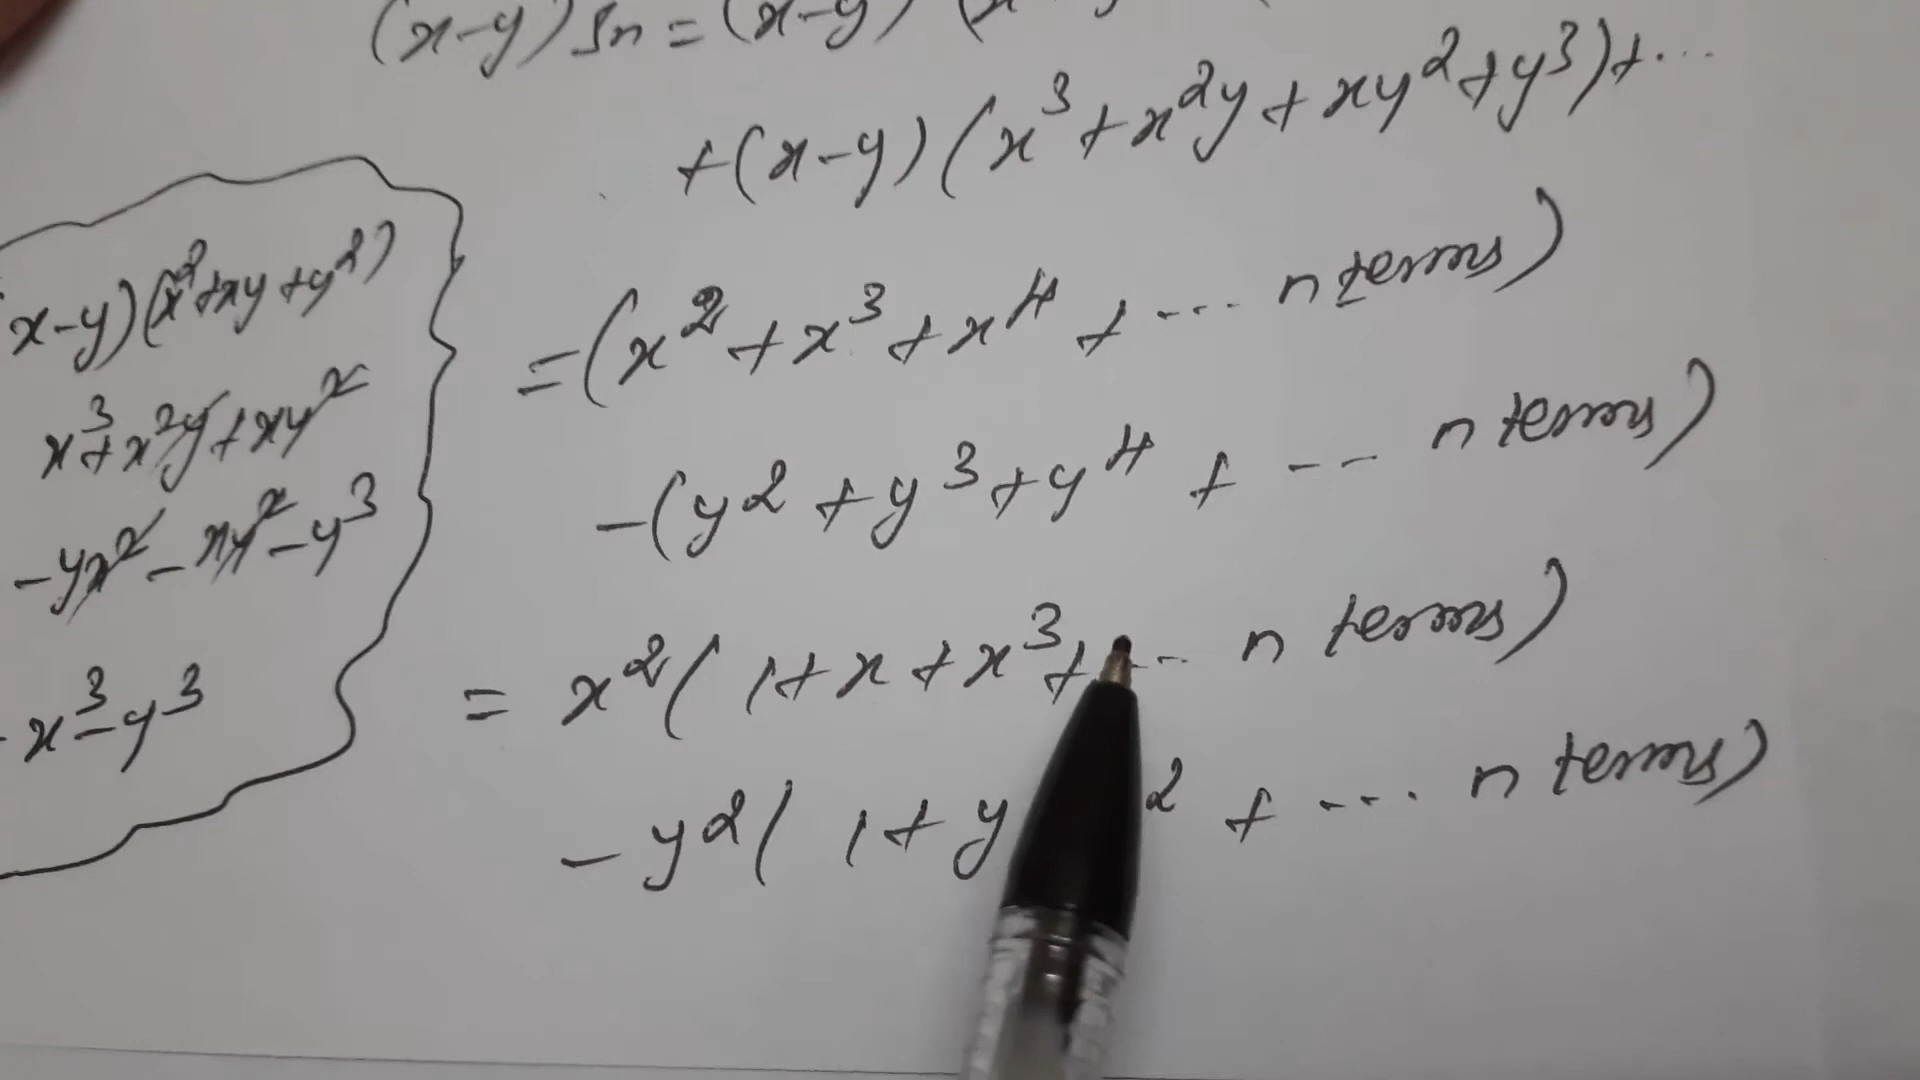 (x-y) Sn = (x-y)
+(x-y)(x³+x²y+xy²+y³)+...
=(x²+x³+x⁴+... n terms)
-(y²+y³+y⁴+--- n terms)
= x²(1+x+x³+-- n terms)
-y²(1+y ² +--- n terms)
x-y)(x²+xy+y²)
x³+x²y+xy²
-yx²-xy²-y³
x³-y³